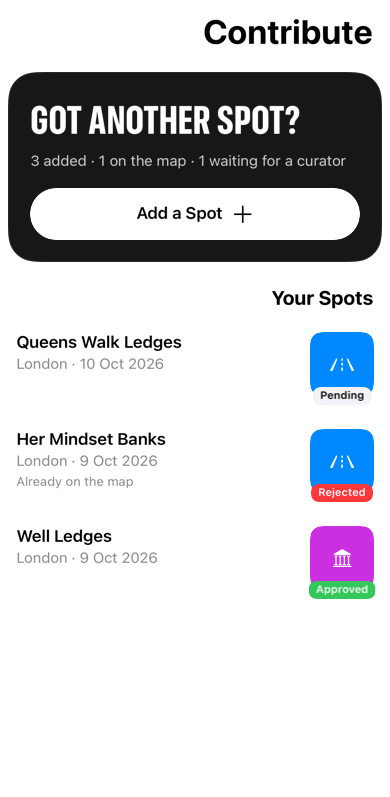 Contribute
GOT ANOTHER SPOT?
3 added · 1 on the map · 1 waiting for a curator
Add a Spot
Your Spots
Queens Walk Ledges
London · 10 Oct 2026
Pending
Her Mindset Banks
London · 9 Oct 2026
Already on the map
Rejected
Well Ledges
London · 9 Oct 2026
Approved